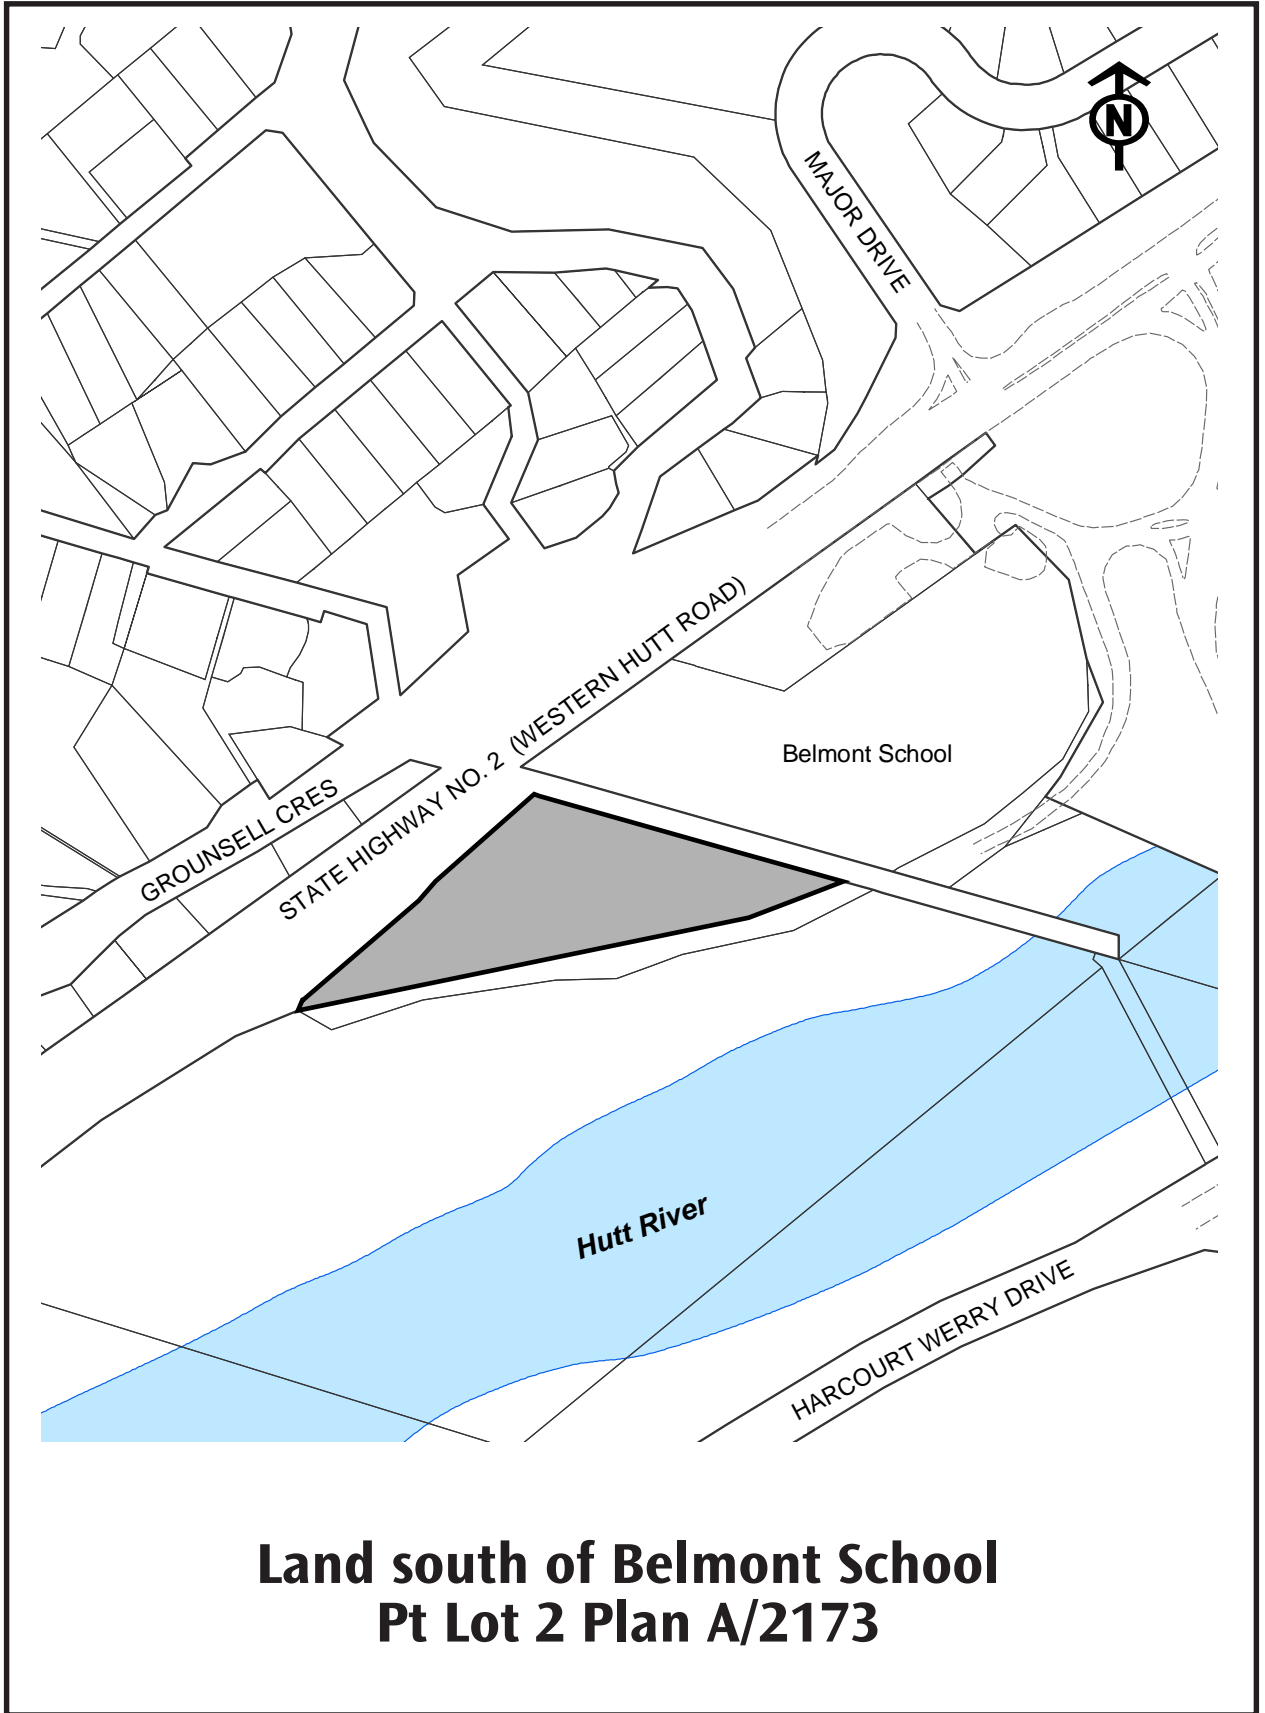 N
MAJOR DRIVE
STATE HIGHWAY NO. 2 (WESTERN HUTT ROAD)
Belmont School
GROUNSELL CRES
Hutt River
HARCOURT WERRY DRIVE
Land south of Belmont School
Pt Lot 2 Plan A/2173